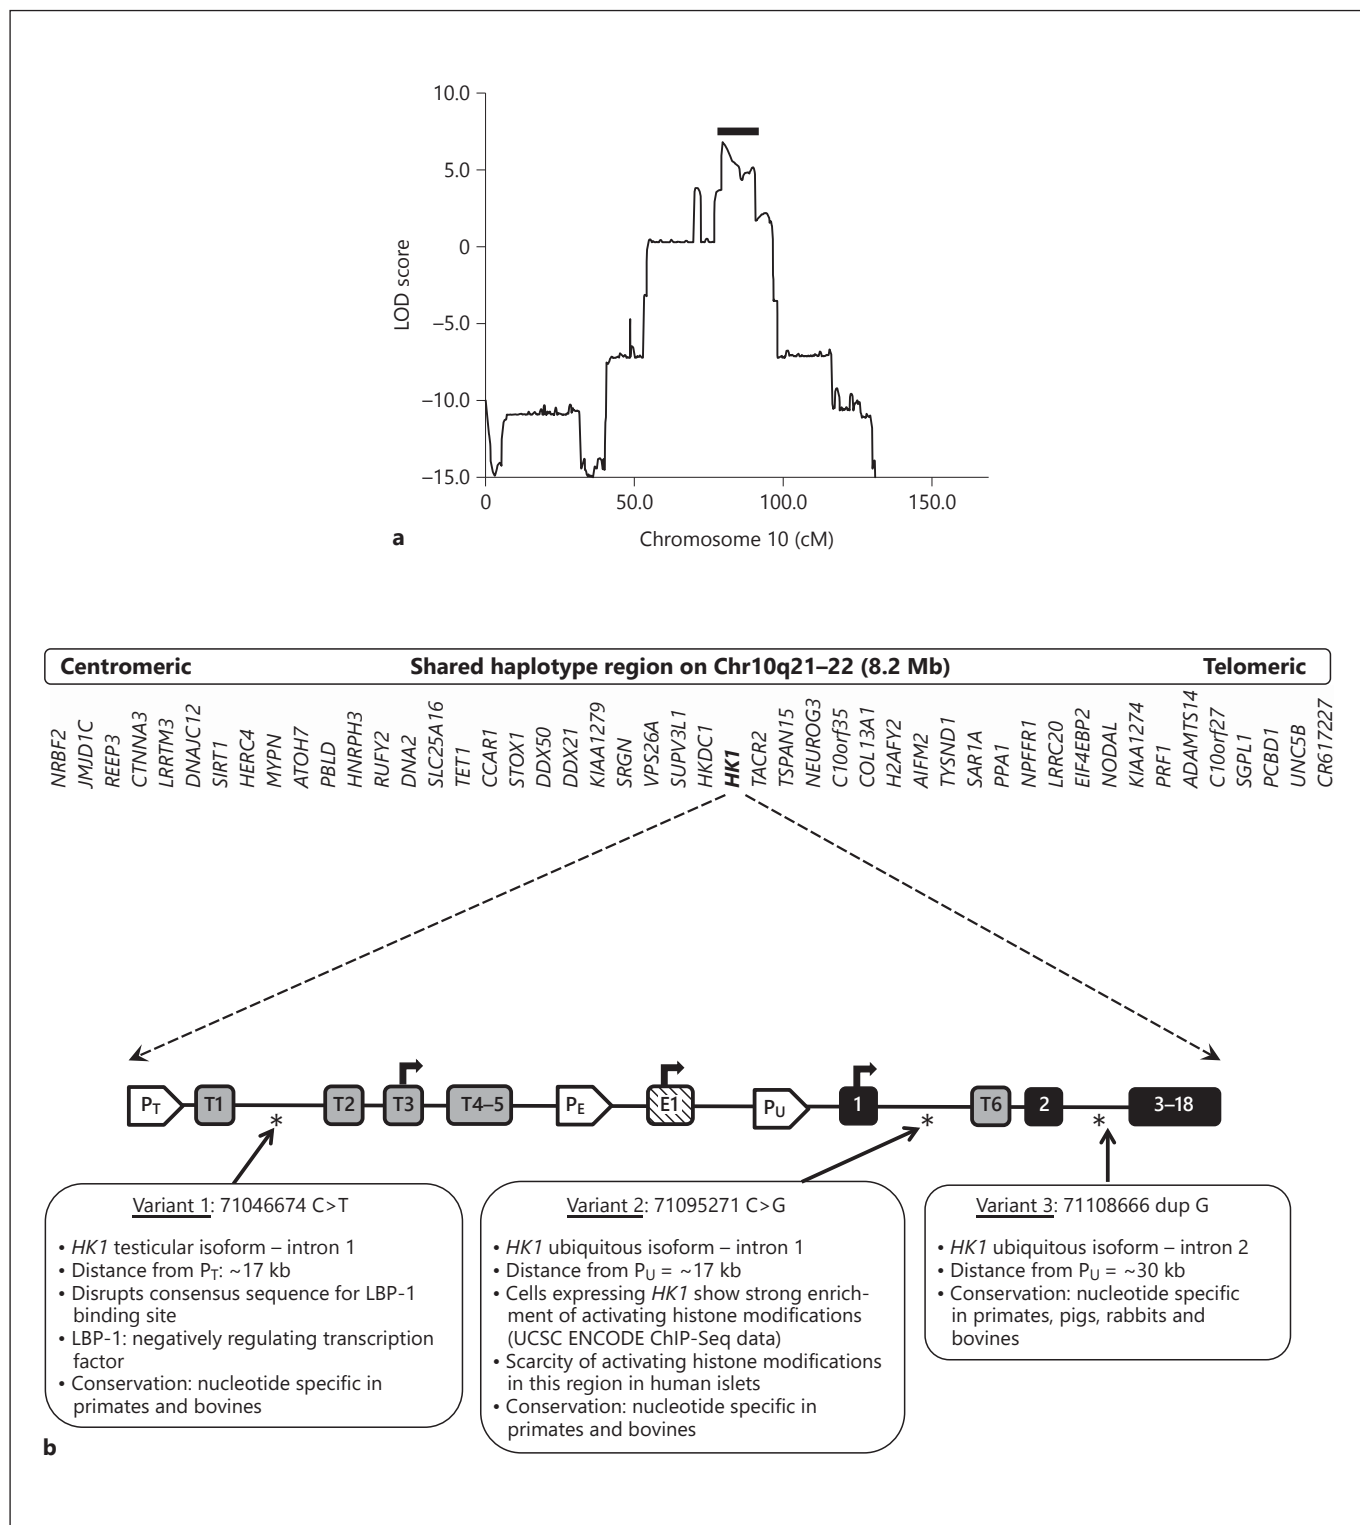 10.0
5.0
0
–5.0
–10.0
–15.0
LOD score
0
50.0
100.0
150.0
Chromosome 10 (cM)
a
Centromeric
Shared haplotype region on Chr10q21–22 (8.2 Mb)
Telomeric
NRBF2
JMJD1C
REEP3
CTNNA3
LRRTM3
DNAJC12
SIRT1
HERC4
MYPN
ATOH7
PBLD
HNRPH3
RUFY2
DNA2
SLC25A16
TET1
CCAR1
STOX1
DDX50
DDX21
KIAA1279
SRGN
VPS26A
SUPV3L1
HKDC1
HK1
TACR2
TSPAN15
NEUROG3
C10orf35
COL13A1
H2AFY2
AIFM2
TYSND1
SAR1A
PPA1
NPFFR1
LRRC20
EIF4EBP2
NODAL
KIAA1274
PRF1
ADAMTS14
C10orf27
SGPL1
PCBD1
UNC5B
CR617227
PT
T1
*
T2
T3
T4–5
PE
E1
PU
1
*
T6
2
*
3–18
Variant 1: 71046674 C>T
• HK1 testicular isoform – intron 1
• Distance from PT: ~17 kb
• Disrupts consensus sequence for LBP-1
binding site
• LBP-1: negatively regulating transcription
factor
• Conservation: nucleotide specific in
primates and bovines
Variant 2: 71095271 C>G
• HK1 ubiquitous isoform – intron 1
• Distance from PU = ~17 kb
• Cells expressing HK1 show strong enrich-
ment of activating histone modifications
(UCSC ENCODE ChIP-Seq data)
• Scarcity of activating histone modifications
in this region in human islets
• Conservation: nucleotide specific in
primates and bovines
Variant 3: 71108666 dup G
• HK1 ubiquitous isoform – intron 2
• Distance from PU = ~30 kb
• Conservation: nucleotide specific
in primates, pigs, rabbits and
bovines
b